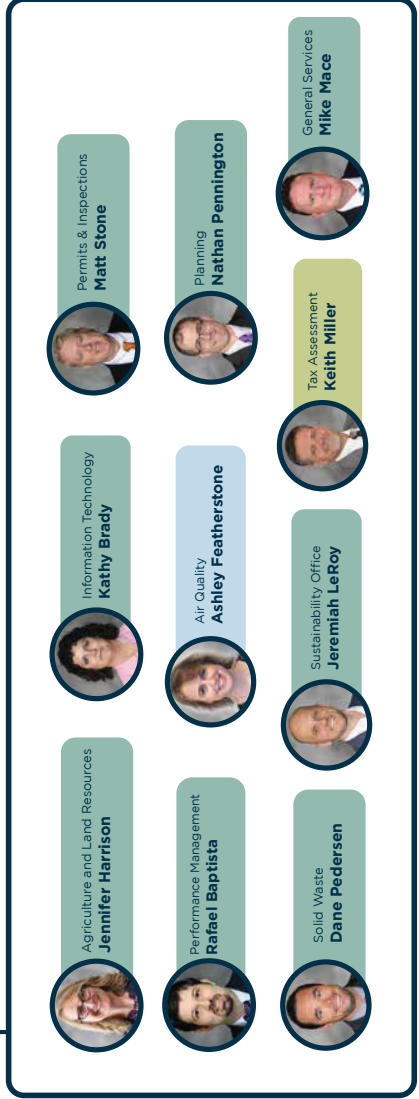 Agriculture and Land Resources
Jennifer Harrison
Information Technology
Kathy Brady
Permits & Inspections
Matt Stone
Performance Management
Rafael Baptista
Air Quality
Ashley Featherstone
Planning
Nathan Pennington
Solid Waste
Dane Pedersen
Sustainability Office
Jeremiah LeRoy
Tax Assessment
Keith Miller
General Services
Mike Mace